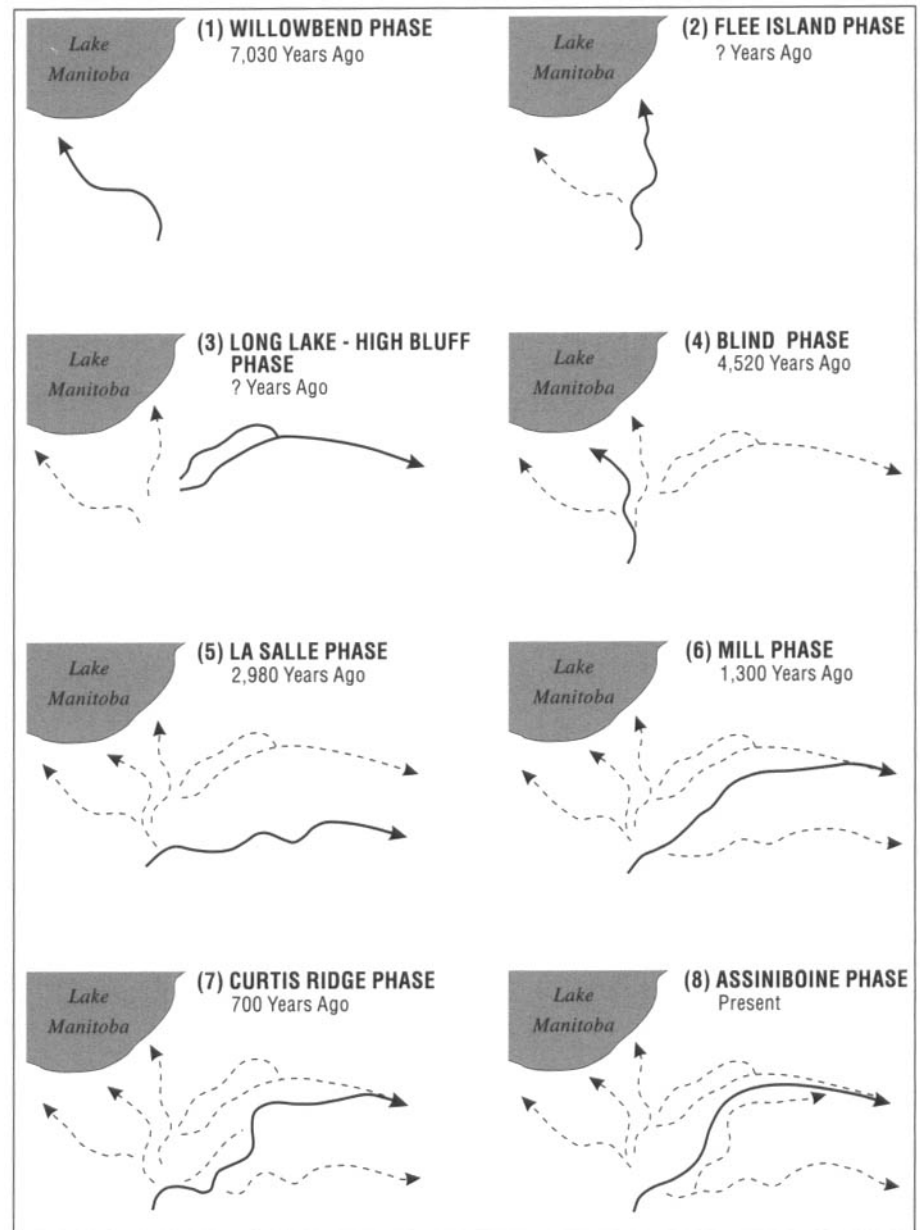 Lake
Manitoba
(1) WILLOWBEND PHASE
7,030 Years Ago
Lake
Manitoba
(2) FLEE ISLAND PHASE
? Years Ago
Lake
Manitoba
(3) LONG LAKE - HIGH BLUFF
PHASE
? Years Ago
Lake
Manitoba
(4) BLIND PHASE
4,520 Years Ago
Lake
Manitoba
(5) LA SALLE PHASE
2,980 Years Ago
Lake
Manitoba
(6) MILL PHASE
1,300 Years Ago
Lake
Manitoba
(7) CURTIS RIDGE PHASE
700 Years Ago
Lake
Manitoba
(8) ASSINIBOINE PHASE
Present